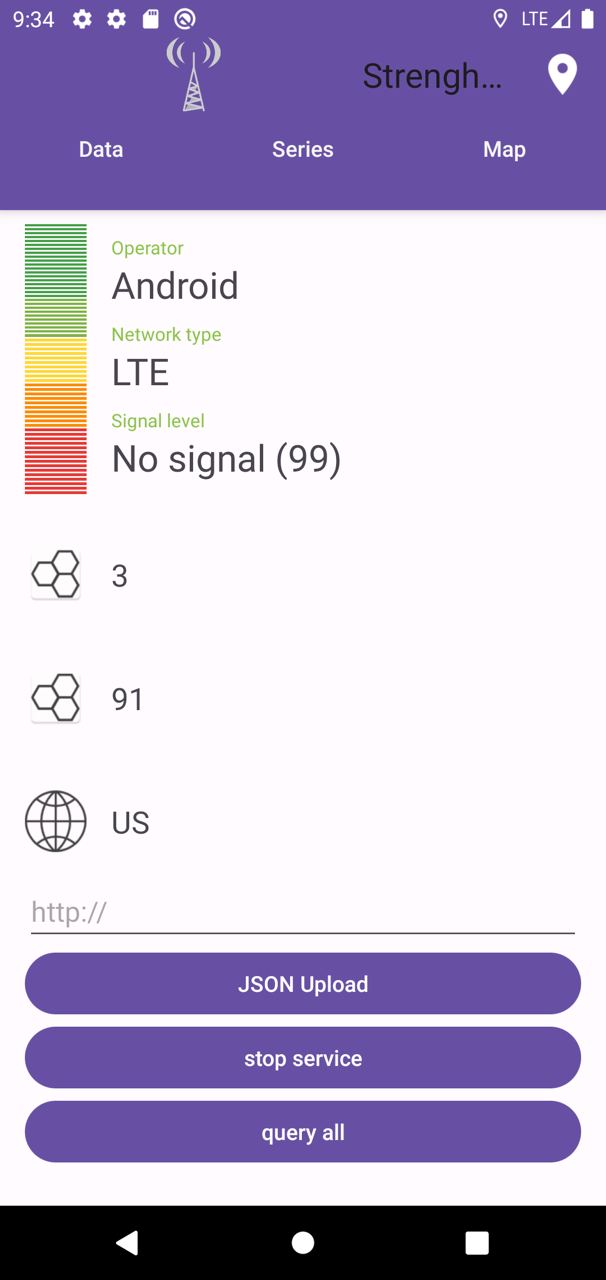 9:34 LTE
Strengh...
Data Series Map
Operator
Android
Network type
LTE
Signal level
No signal (99)
3
91
US
http://
JSON Upload
stop service
query all